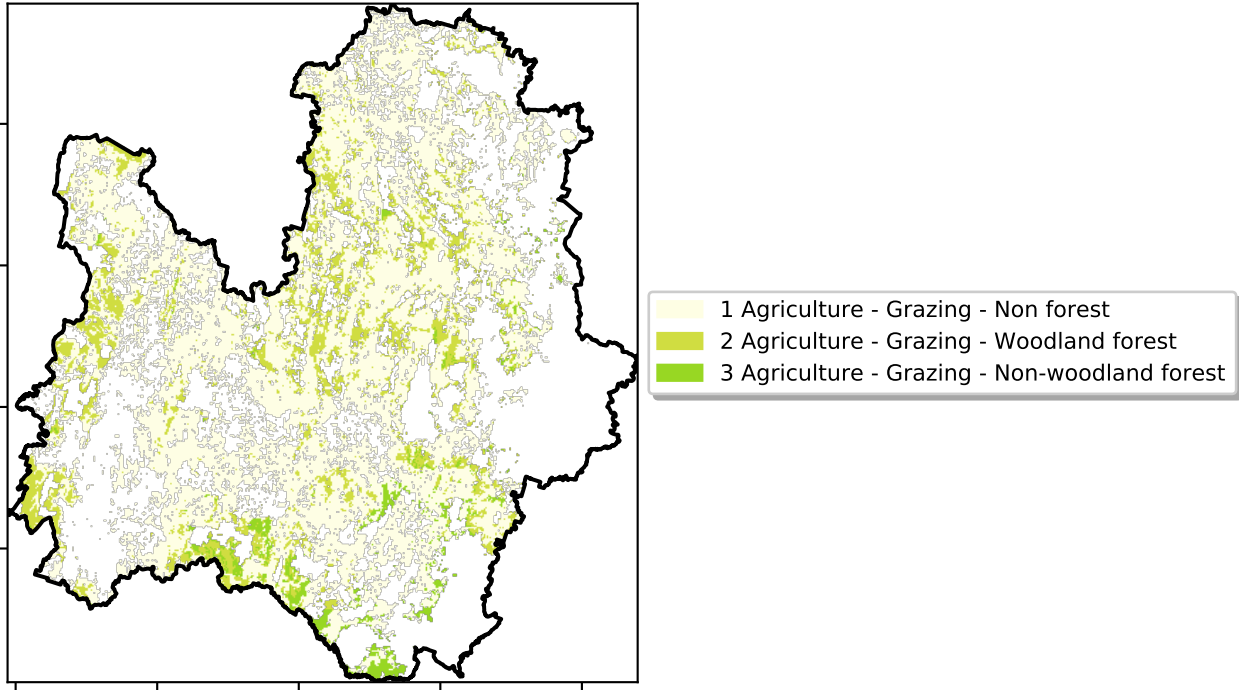 1 Agriculture - Grazing - Non forest
2 Agriculture - Grazing - Woodland forest
3 Agriculture - Grazing - Non-woodland forest